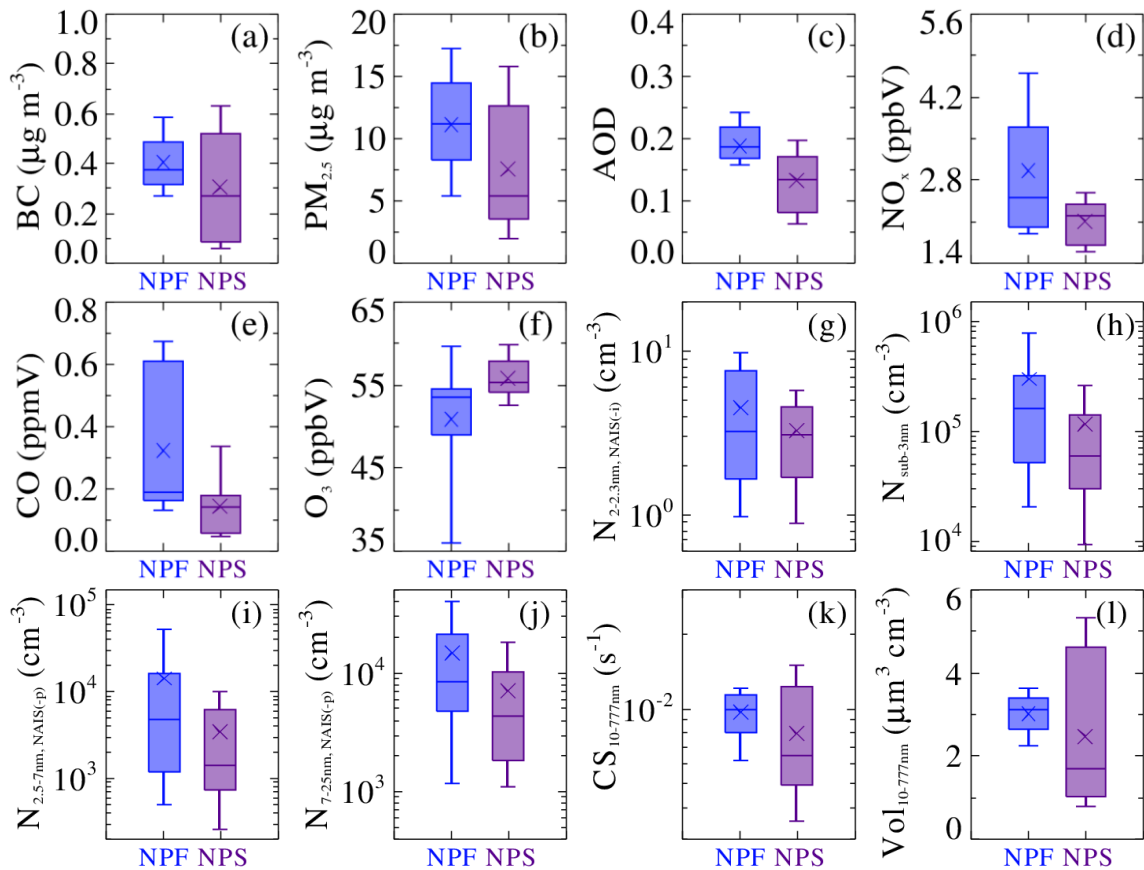 (a) (b) (c) (d)
BC (μg m⁻³)
1.0
0.8
0.6
0.4
0.2
0.0
NPF NPS
PM₂.₅ (μg m⁻³)
20
15
10
5
0
NPF NPS
AOD
0.4
0.3
0.2
0.1
0.0
NPF NPS
NOₓ (ppbV)
5.6
4.2
2.8
1.4
NPF NPS
(e) (f) (g) (h)
CO (ppmV)
0.8
0.6
0.4
0.2
0.0
NPF NPS
O₃ (ppbV)
65
55
45
35
NPF NPS
N2-2.3nm, NAIS(-i) (cm⁻³)
10¹
10⁰
NPF NPS
Nsub-3nm (cm⁻³)
10⁶
10⁵
10⁴
NPF NPS
(i) (j) (k) (l)
N2.5-7nm, NAIS(-p) (cm⁻³)
10⁵
10⁴
10³
NPF NPS
N7-25nm, NAIS(-p) (cm⁻³)
10⁴
10³
NPF NPS
CS10-777nm (s⁻¹)
10⁻²
NPF NPS
Vol10-777nm (μm³ cm⁻³)
6
4
2
0
NPF NPS